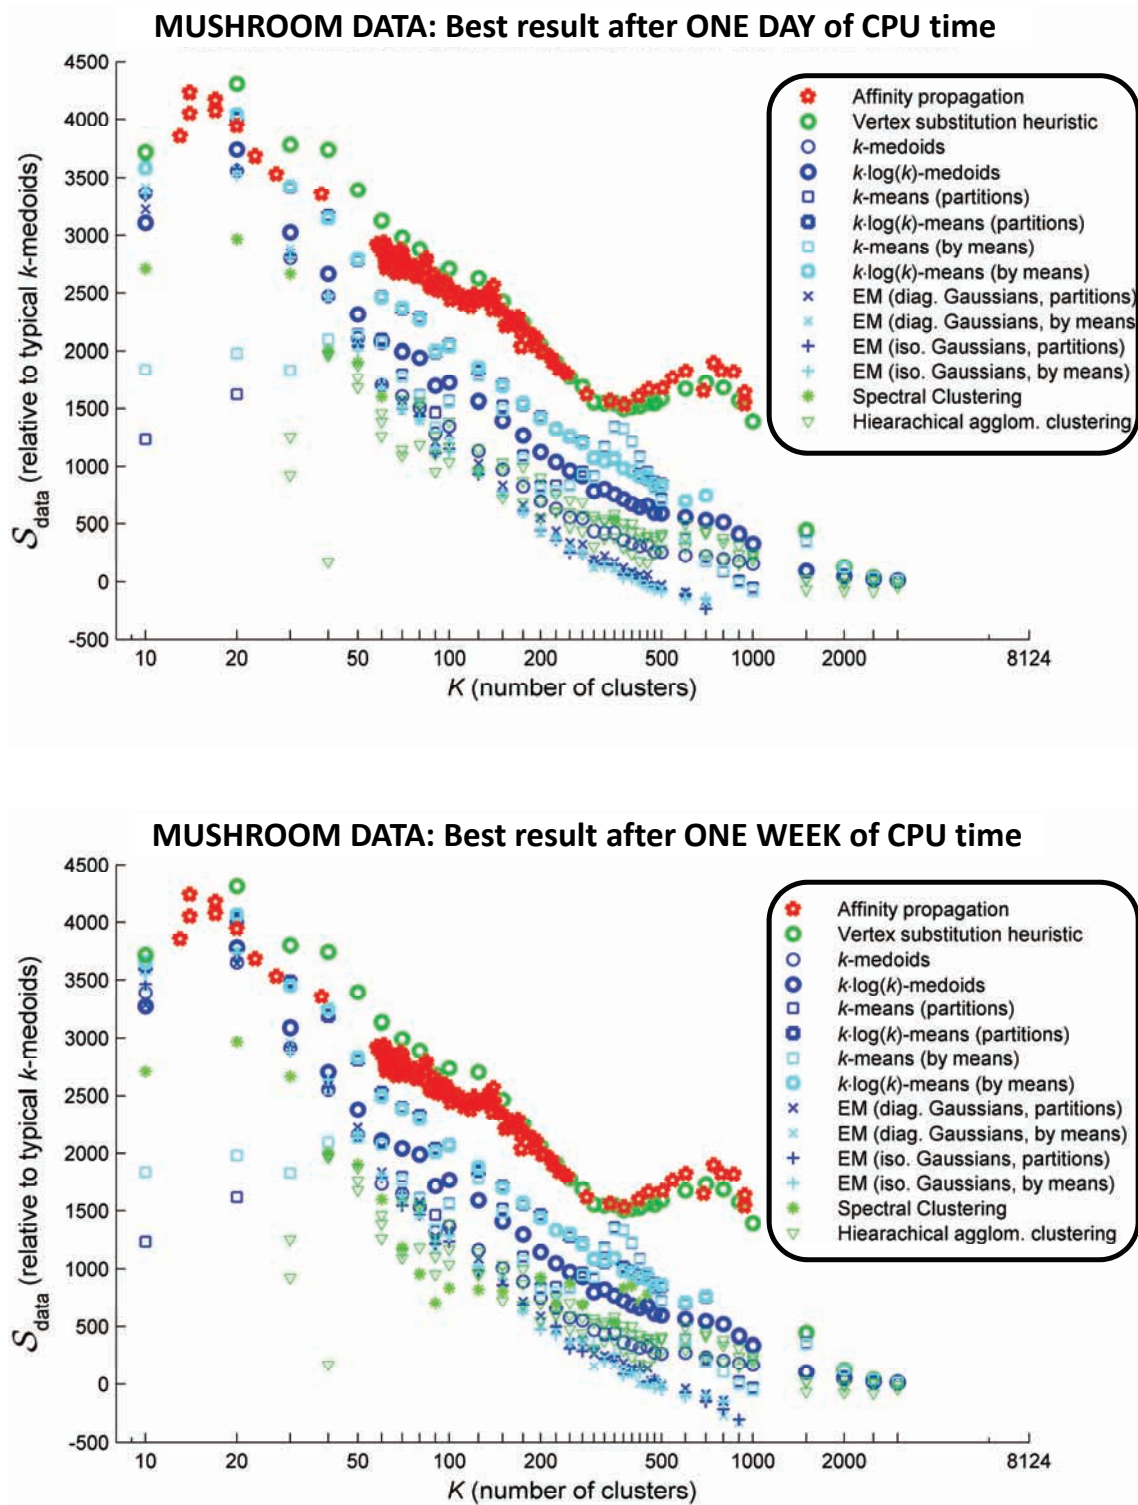 MUSHROOM DATA: Best result after ONE DAY of CPU time
4500
4000
3500
3000
2500
2000
1500
1000
500
0
-500
S data (relative to typical k-medoids)
10 20 50 100 200 500 1000 2000 8124
K (number of clusters)
Affinity propagation
Vertex substitution heuristic
k-medoids
k·log(k)-medoids
k-means (partitions)
k·log(k)-means (partitions)
k-means (by means)
k·log(k)-means (by means)
EM (diag. Gaussians, partitions)
EM (diag. Gaussians, by means
EM (iso. Gaussians, partitions)
EM (iso. Gaussians, by means)
Spectral Clustering
Hiearachical agglom. clustering
MUSHROOM DATA: Best result after ONE WEEK of CPU time
4500
4000
3500
3000
2500
2000
1500
1000
500
0
-500
S data (relative to typical k-medoids)
10 20 50 100 200 500 1000 2000 8124
K (number of clusters)
Affinity propagation
Vertex substitution heuristic
k-medoids
k·log(k)-medoids
k-means (partitions)
k·log(k)-means (partitions)
k-means (by means)
k·log(k)-means (by means)
EM (diag. Gaussians, partitions)
EM (diag. Gaussians, by means)
EM (iso. Gaussians, partitions)
EM (iso. Gaussians, by means)
Spectral Clustering
Hiearachical agglom. clustering